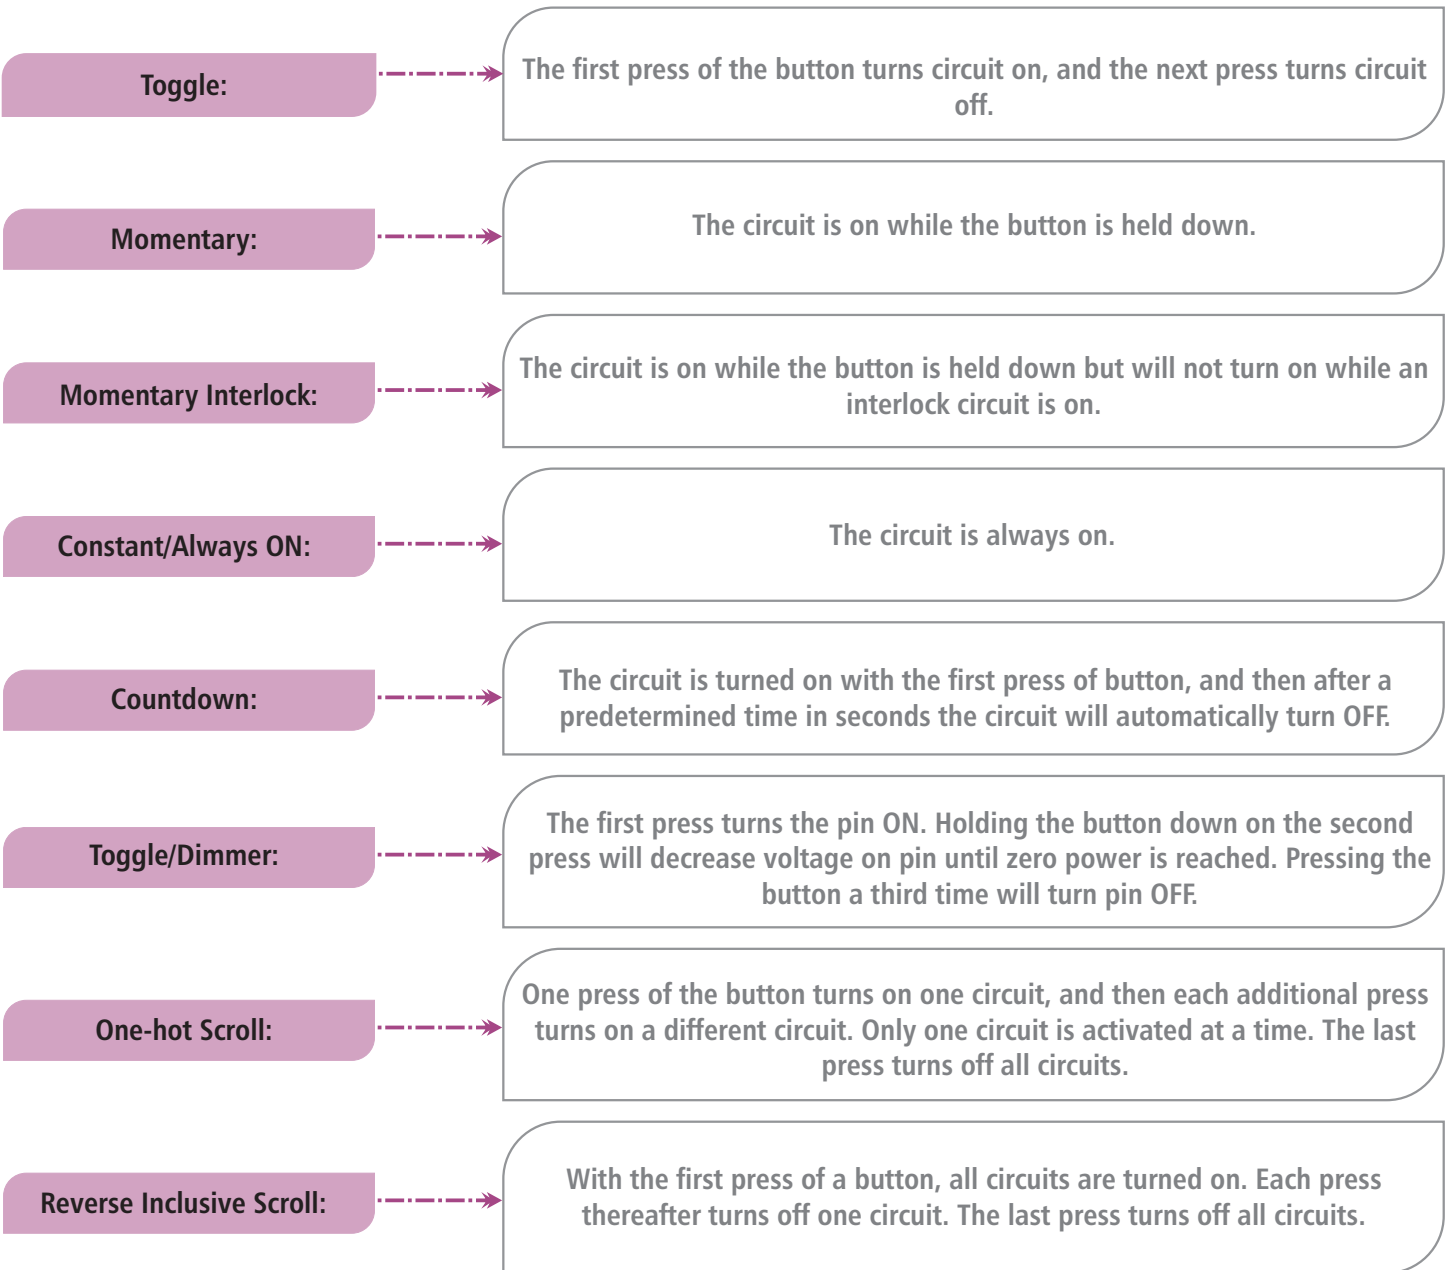 Toggle:
The first press of the button turns circuit on, and the next press turns circuit
off.
Momentary:
The circuit is on while the button is held down.
Momentary Interlock:
The circuit is on while the button is held down but will not turn on while an
interlock circuit is on.
Constant/Always ON:
The circuit is always on.
Countdown:
The circuit is turned on with the first press of button, and then after a
predetermined time in seconds the circuit will automatically turn OFF.
Toggle/Dimmer:
The first press turns the pin ON. Holding the button down on the second
press will decrease voltage on pin until zero power is reached. Pressing the
button a third time will turn pin OFF.
One-hot Scroll:
One press of the button turns on one circuit, and then each additional press
turns on a different circuit. Only one circuit is activated at a time. The last
press turns off all circuits.
Reverse Inclusive Scroll:
With the first press of a button, all circuits are turned on. Each press
thereafter turns off one circuit. The last press turns off all circuits.